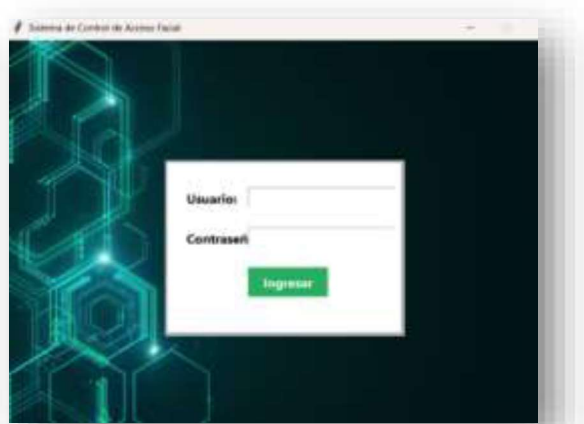 Sistema de Control de Acceso Facial
Usuario:
Contraseñ
Ingresar